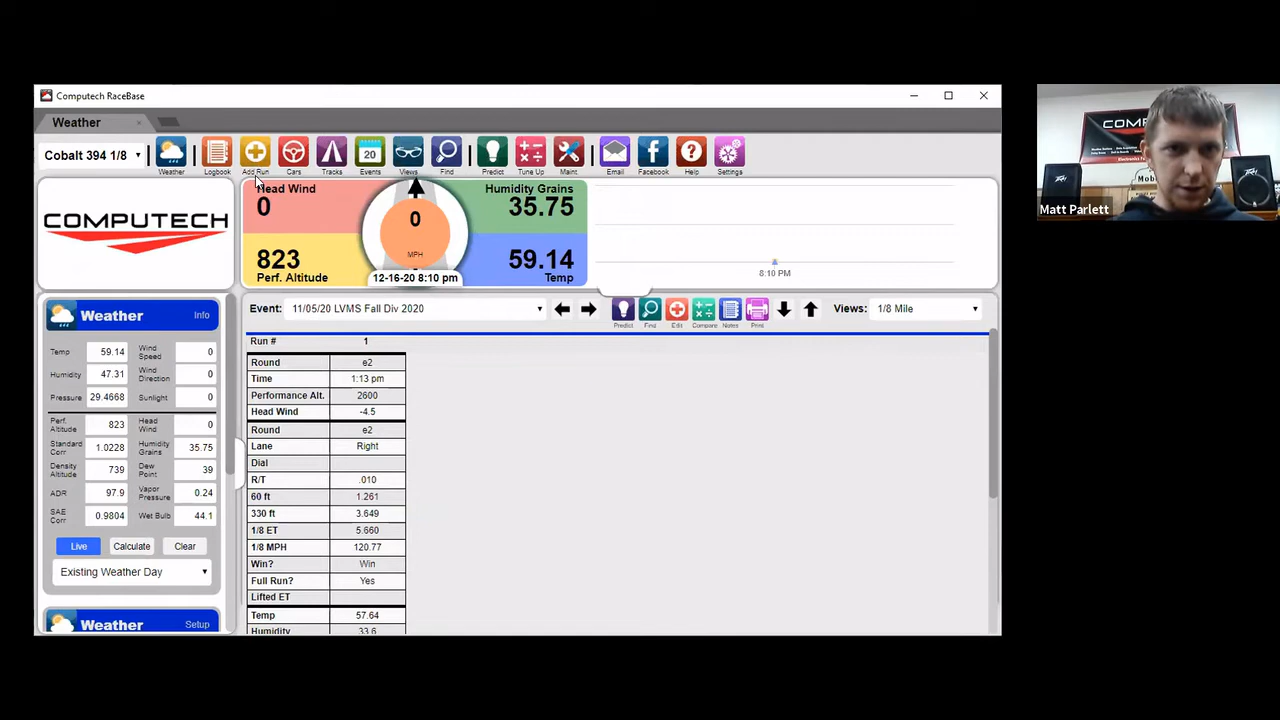 Computech RaceBase
Weather
Cobalt 394 1/8
Weather Logbook Add Run Cars Tracks Events Views Find Predict Tune Up Maint Email Facebook Help Settings
20
COMPUTECH
Head Wind
0
Humidity Grains
35.75
0
MPH
823
Perf. Altitude
59.14
Temp
12-16-20 8:10 pm
8:10 PM
Weather Info
Temp 59.14 Wind Speed 0
Humidity 47.31 Wind Direction 0
Pressure 29.4668 Sunlight 0
Perf. Altitude 823 Head Wind 0
Standard Corr 1.0228 Humidity Grains 35.75
Density Altitude 739 Dew Point 39
ADR 97.9 Vapor Pressure 0.24
SAE Corr 0.9804 Wet Bulb 44.1
Live Calculate Clear
Existing Weather Day
Weather Setup
Event: 11/05/20 LVMS Fall Div 2020
Predict Find Edit Compare Notes Print
Views: 1/8 Mile
Run # 1
Round e2
Time 1:13 pm
Performance Alt. 2600
Head Wind -4.5
Round e2
Lane Right
Dial
R/T .010
60 ft 1.261
330 ft 3.649
1/8 ET 5.660
1/8 MPH 120.77
Win? Win
Full Run? Yes
Lifted ET
Temp 57.64
Humidity 33.6
Matt Parlett
PEAVEY